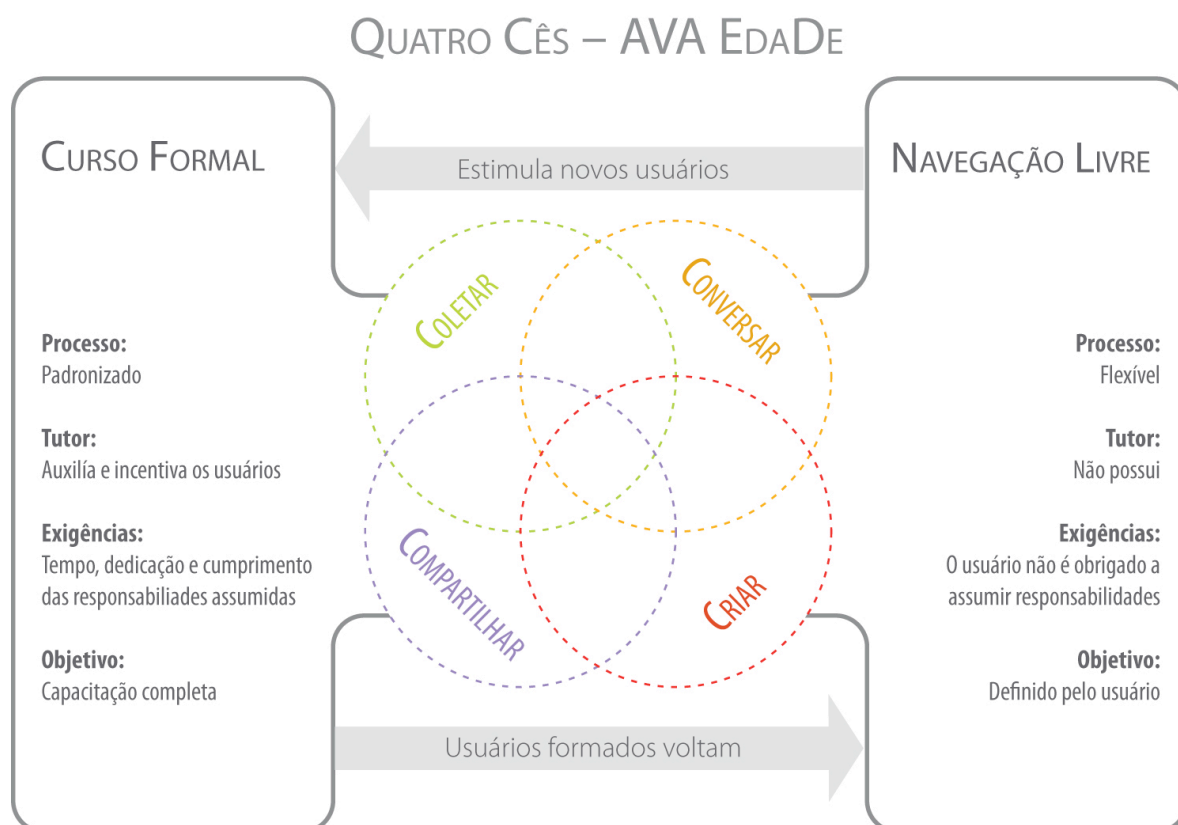 Quatro Cês – AVA EdaDe
Curso Formal
Estimula novos usuários
Navegação Livre
Coletar
Conversar
Processo:
Padronizado
Tutor:
Auxilía e incentiva os usuários
Exigências:
Tempo, dedicação e cumprimento
das responsabiliades assumidas
Objetivo:
Capacitação completa
Processo:
Flexível
Tutor:
Não possui
Exigências:
O usuário não é obrigado a
assumir responsabilidades
Objetivo:
Definido pelo usuário
Compartilhar
Criar
Usuários formados voltam